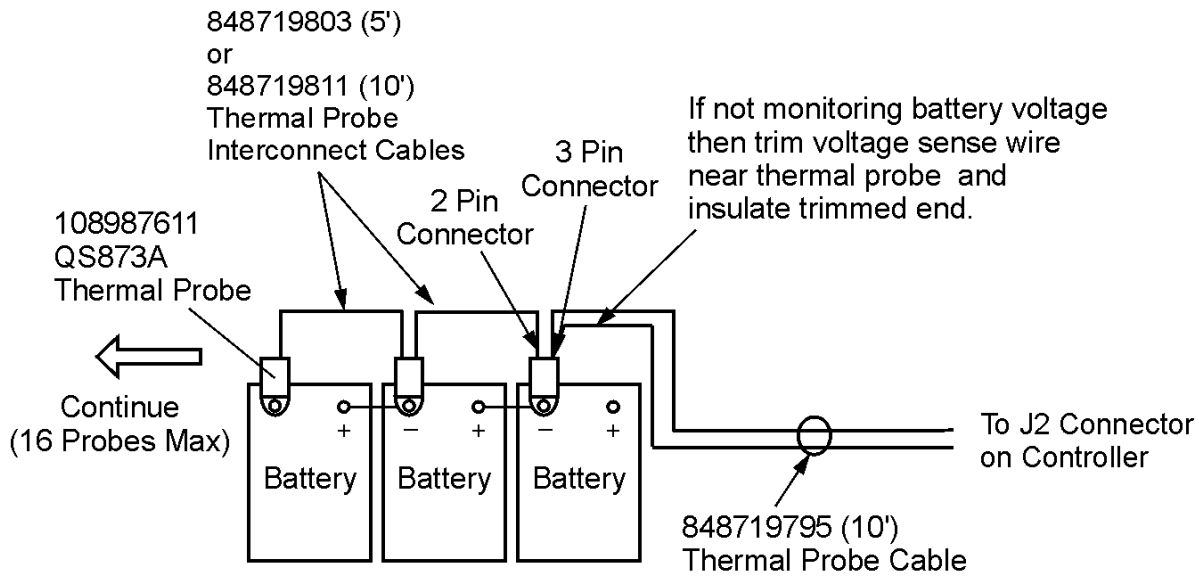 848719803 (5')
or
848719811 (10')
Thermal Probe
Interconnect Cables
2 Pin
Connector
3 Pin
Connector
If not monitoring battery voltage
then trim voltage sense wire
near thermal probe and
insulate trimmed end.
108987611
QS873A
Thermal Probe
Continue
(16 Probes Max)
+ – + – +
Battery Battery Battery
To J2 Connector
on Controller
848719795 (10')
Thermal Probe Cable